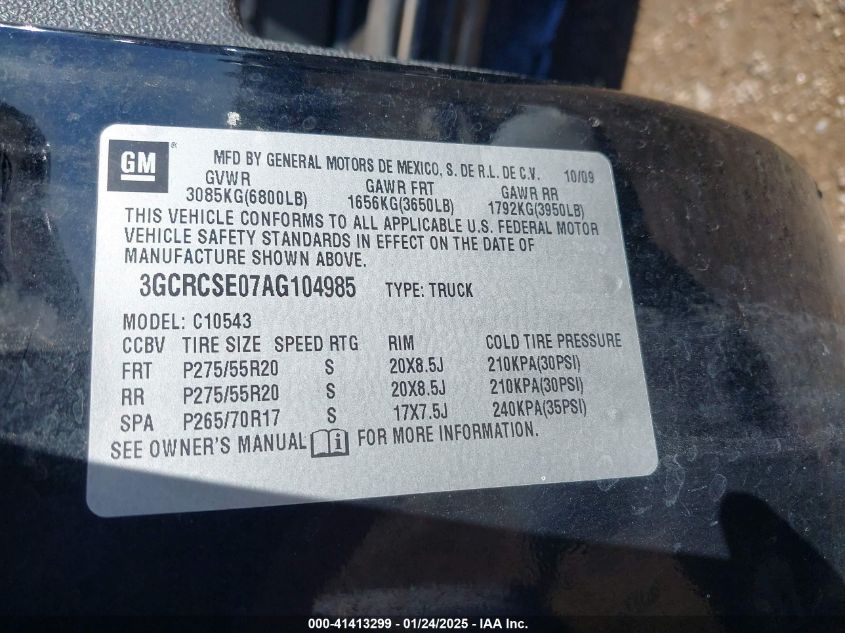 GM
MFD BY GENERAL MOTORS DE MEXICO, S. DE R.L. DE C.V. 10/09
GVWR GAWR FRT GAWR RR
3085KG(6800LB) 1656KG(3650LB) 1792KG(3950LB)
THIS VEHICLE CONFORMS TO ALL APPLICABLE U.S. FEDERAL MOTOR
VEHICLE SAFETY STANDARDS IN EFFECT ON THE DATE OF
MANUFACTURE SHOWN ABOVE.
3GCRCSE07AG104985 TYPE: TRUCK
MODEL: C10543
CCBV TIRE SIZE SPEED RTG RIM COLD TIRE PRESSURE
FRT P275/55R20 S 20X8.5J 210KPA(30PSI)
RR P275/55R20 S 20X8.5J 210KPA(30PSI)
SPA P265/70R17 S 17X7.5J 240KPA(35PSI)
SEE OWNER'S MANUAL i FOR MORE INFORMATION.
000-41413299 - 01/24/2025 - IAA Inc.